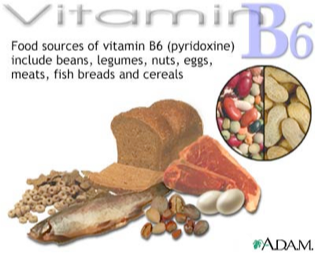 Vitamin B6
Food sources of vitamin B6 (pyridoxine)
include beans, legumes, nuts, eggs,
meats, fish breads and cereals
A.D.A.M.